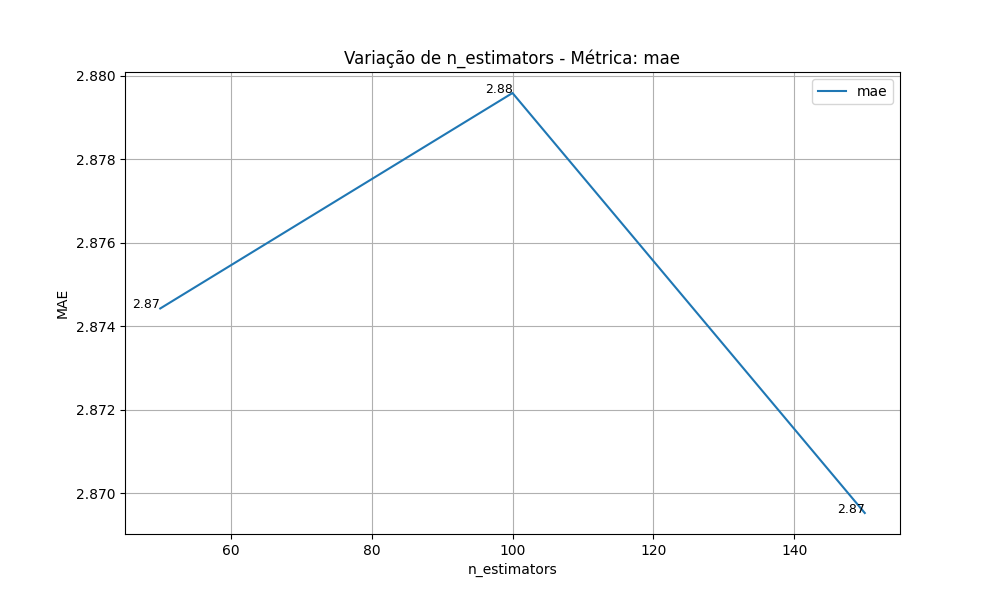 Variação de n_estimators - Métrica: mae
mae
MAE
2.880
2.878
2.876
2.874
2.872
2.870
2.87
2.88
2.87
60 80 100 120 140
n_estimators